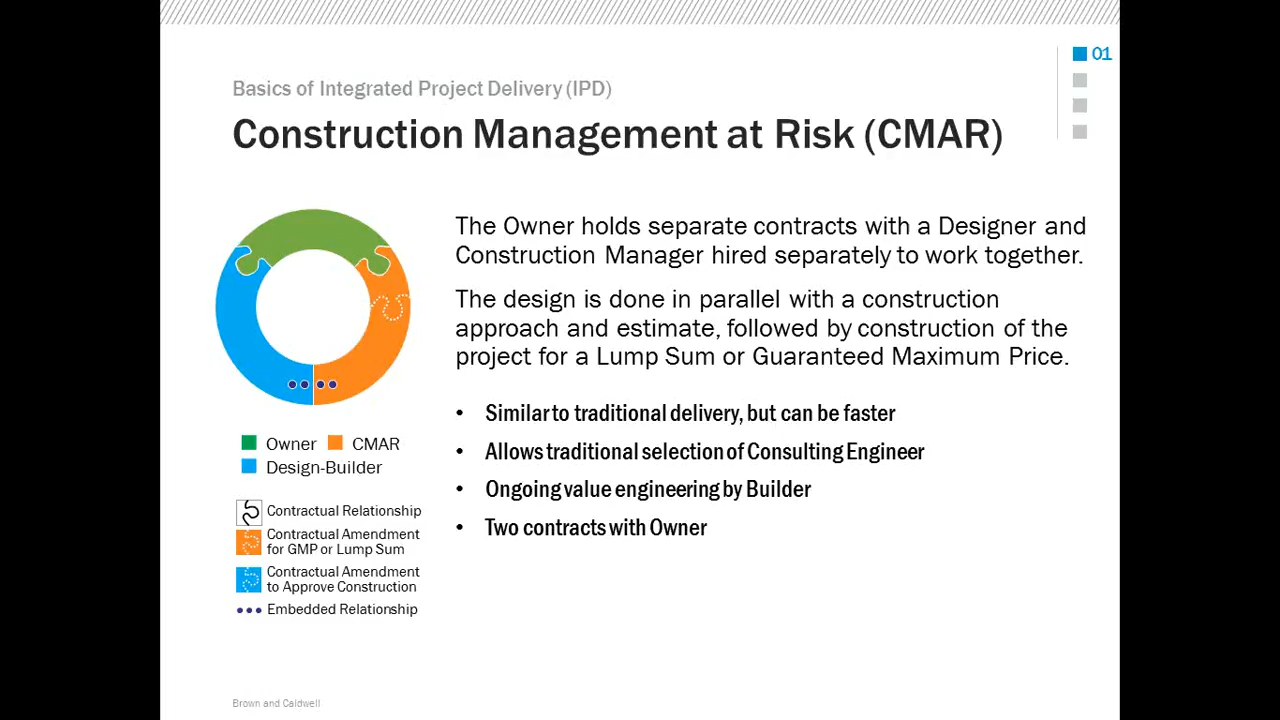 01
Basics of Integrated Project Delivery (IPD)
Construction Management at Risk (CMAR)
The Owner holds separate contracts with a Designer and
Construction Manager hired separately to work together.
The design is done in parallel with a construction
approach and estimate, followed by construction of the
project for a Lump Sum or Guaranteed Maximum Price.
• Similar to traditional delivery, but can be faster
• Allows traditional selection of Consulting Engineer
• Ongoing value engineering by Builder
• Two contracts with Owner
Owner CMAR
Design-Builder
Contractual Relationship
Contractual Amendment
for GMP or Lump Sum
Contractual Amendment
to Approve Construction
Embedded Relationship
Brown and Caldwell